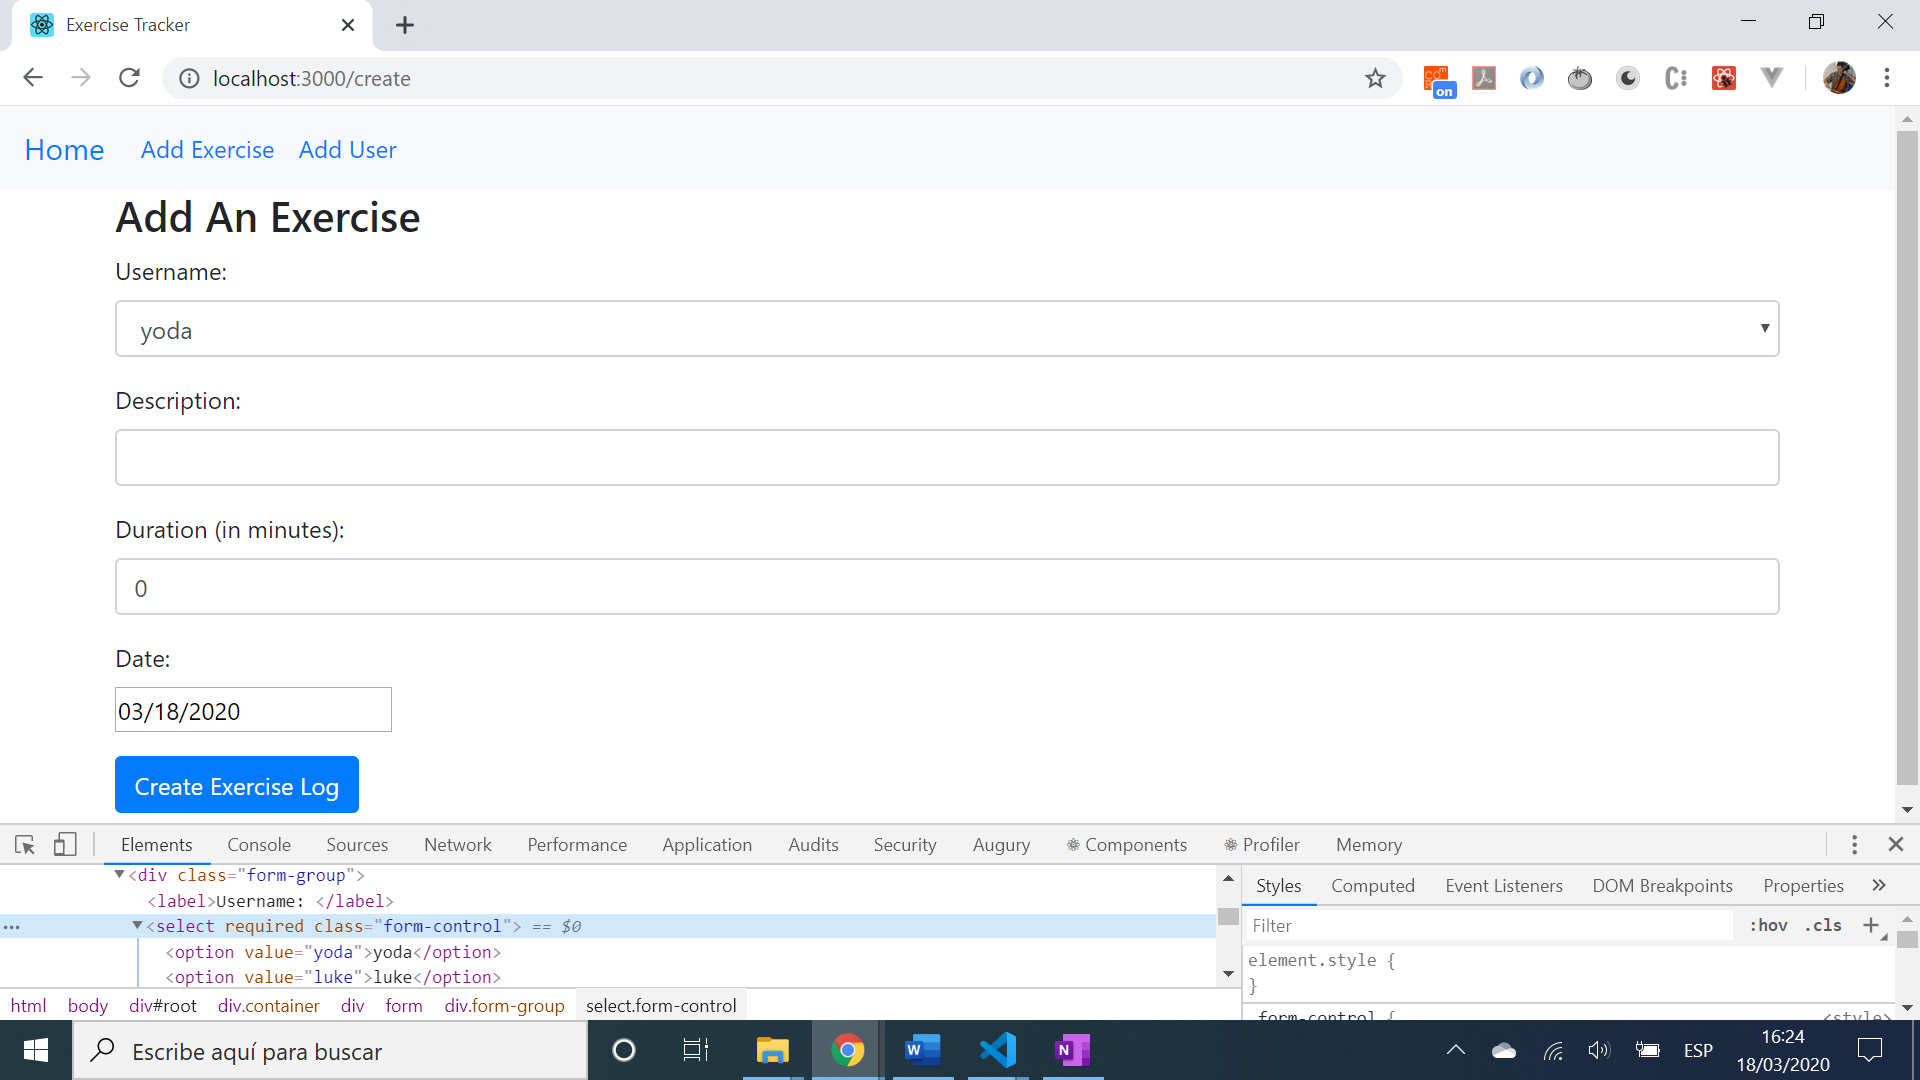 Exercise Tracker
localhost:3000/create
on
Home Add Exercise Add User
Add An Exercise
Username:
yoda
Description:
Duration (in minutes):
0
Date:
03/18/2020
Create Exercise Log
Elements Console Sources Network Performance Application Audits Security Augury Components Profiler Memory
<div class="form-group">
<label>Username: </label>
<select required class="form-control"> == $0
<option value="yoda">yoda</option>
<option value="luke">luke</option>
html body div#root div.container div form div.form-group select.form-control
Styles Computed Event Listeners DOM Breakpoints Properties
Filter :hov .cls
element.style {
}
.form-control { <style>
Escribe aquí para buscar
ESP
16:24
18/03/2020